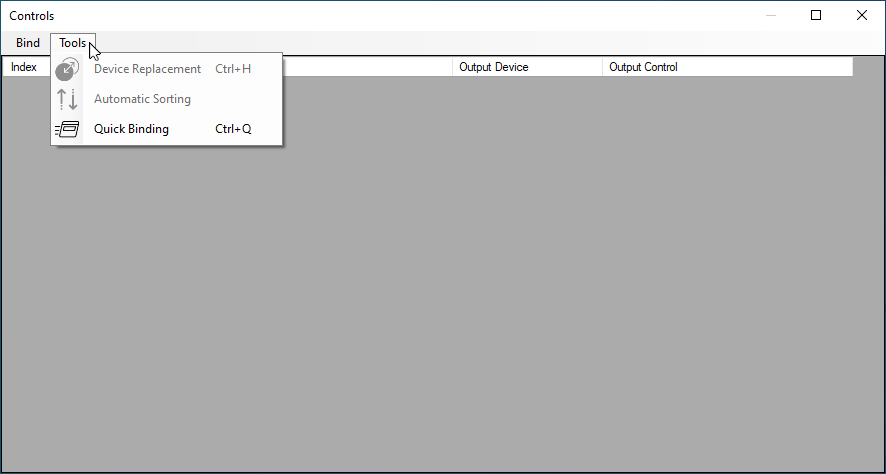 Controls
Bind Tools
Index Output Device Output Control
Device Replacement Ctrl+H
Automatic Sorting
Quick Binding Ctrl+Q